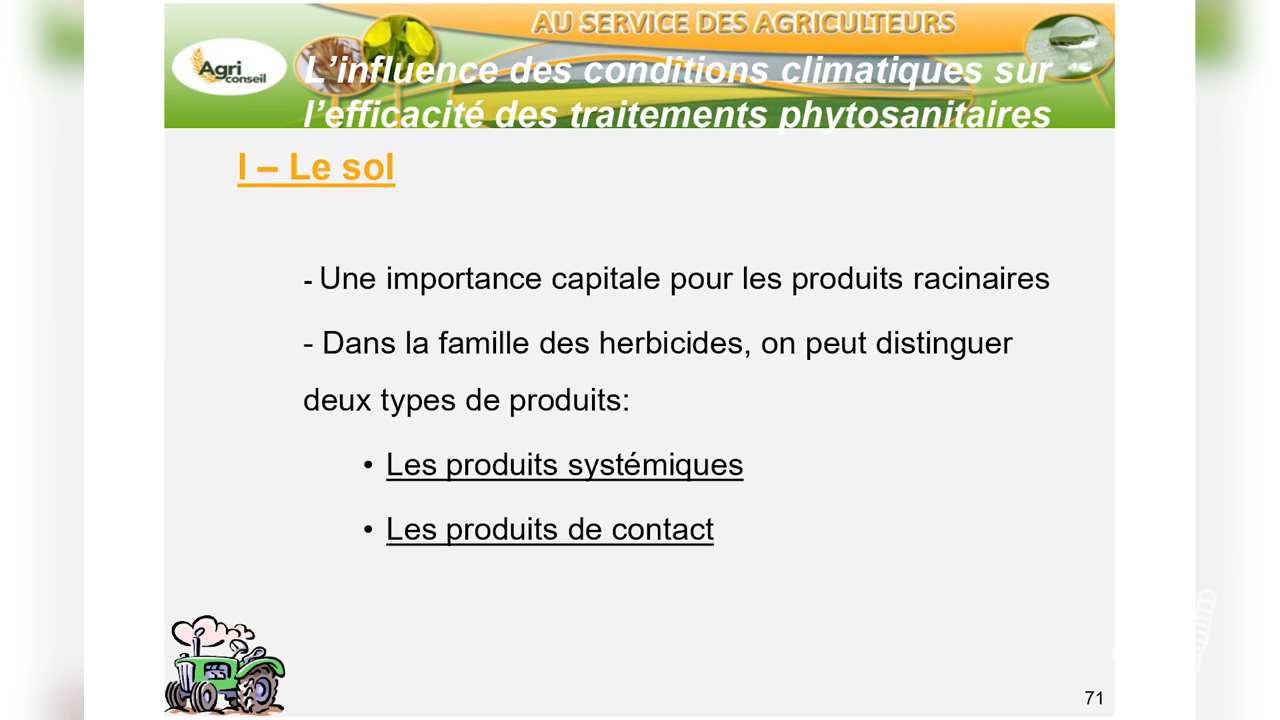 AU SERVICE DES AGRICULTEURS
Agri
conseil
L’influence des conditions climatiques sur
l’efficacité des traitements phytosanitaires
I – Le sol
- Une importance capitale pour les produits racinaires
- Dans la famille des herbicides, on peut distinguer
deux types de produits:
• Les produits systémiques
• Les produits de contact
71